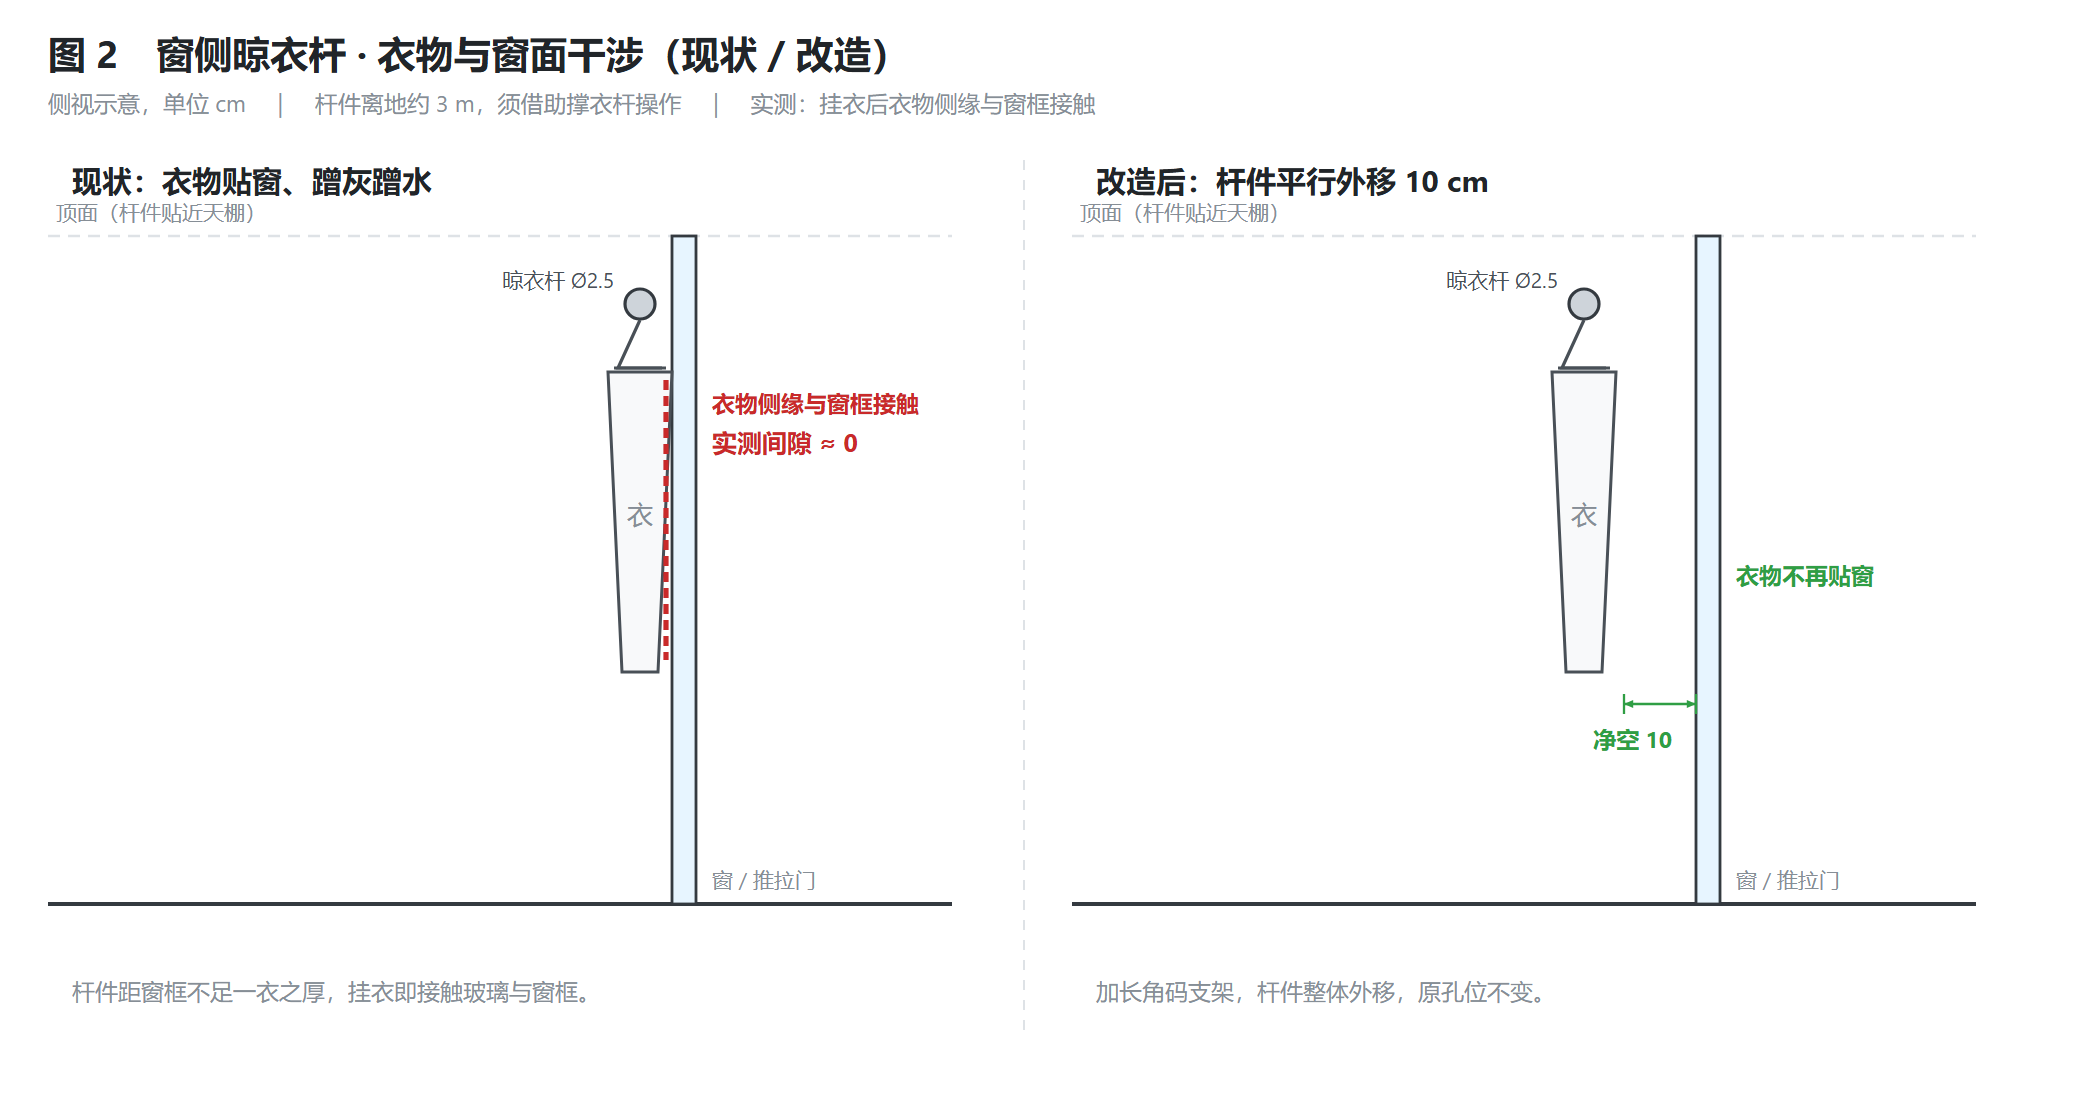 图 2 窗侧晾衣杆 · 衣物与窗面干涉（现状 / 改造）
侧视示意，单位 cm ｜ 杆件离地约 3 m，须借助撑衣杆操作 ｜ 实测：挂衣后衣物侧缘与窗框接触
现状：衣物贴窗、蹭灰蹭水
顶面（杆件贴近天棚）
晾衣杆 Ø2.5
衣物侧缘与窗框接触
实测间隙 ≈ 0
衣
窗 / 推拉门
杆件距窗框不足一衣之厚，挂衣即接触玻璃与窗框。
改造后：杆件平行外移 10 cm
顶面（杆件贴近天棚）
晾衣杆 Ø2.5
衣
衣物不再贴窗
净空 10
窗 / 推拉门
加长角码支架，杆件整体外移，原孔位不变。